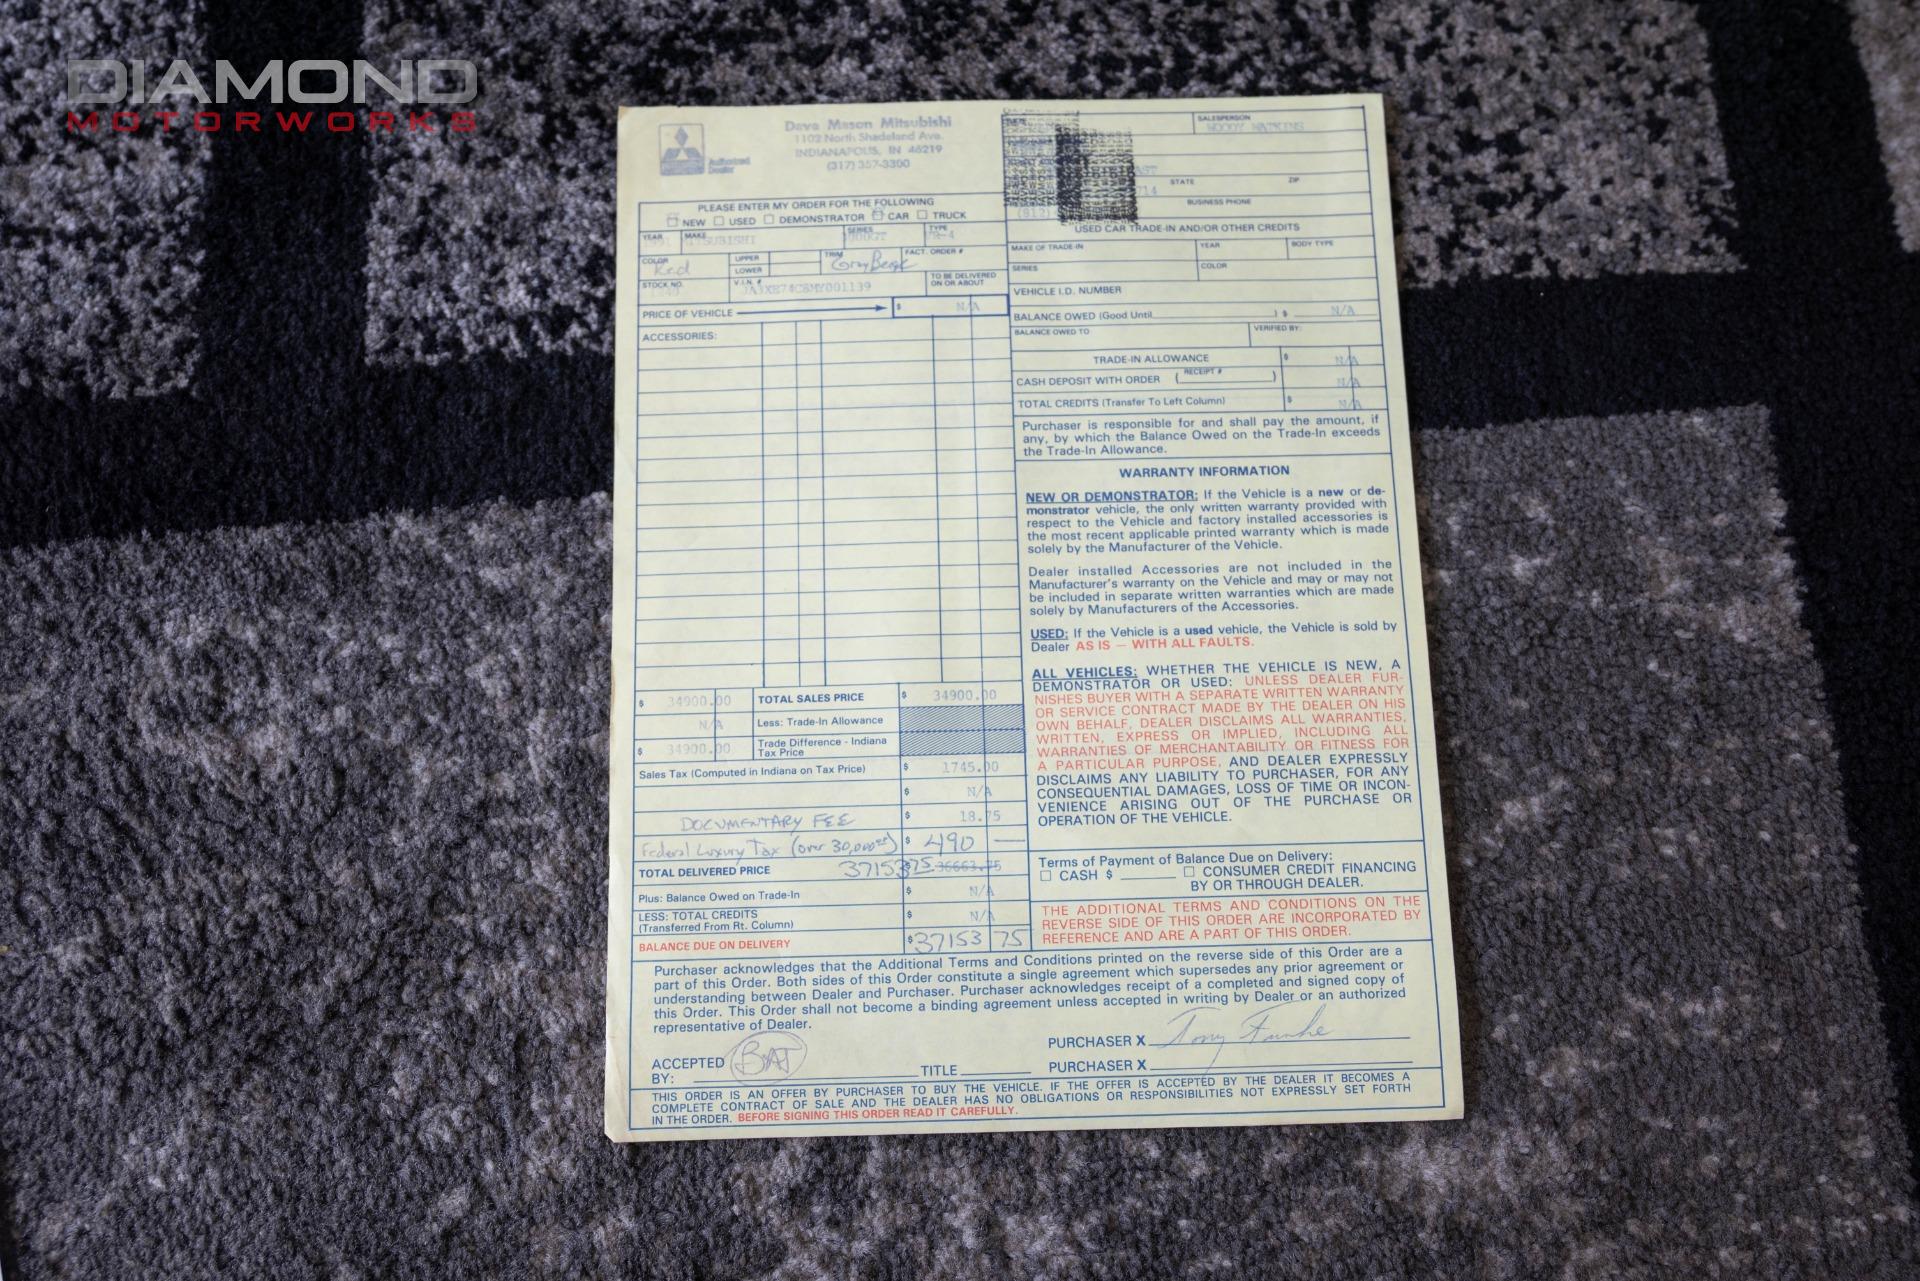 DIAMOND
MOTORWORKS
Dave Mason Mitsubishi
1102 North Shadeland Ave.
INDIANAPOLIS, IN 46219
(317) 357-3300
Authorized
Dealer
SALESPERSON
WOODY WATKINS
STATE
ZIP
714
BUSINESS PHONE
(812)
PLEASE ENTER MY ORDER FOR THE FOLLOWING
NEW USED DEMONSTRATOR CAR TRUCK
YEAR 1991 MAKE MITSUBISHI SERIES 3000GT TYPE VR-4
COLOR Red UPPER LOWER TRIM Gray Beige FACT. ORDER #
STOCK NO. V.I.N. # JA3XE74C8MY001139 TO BE DELIVERED ON OR ABOUT
PRICE OF VEHICLE $ N/A
ACCESSORIES:
$ 34900.00 TOTAL SALES PRICE $ 34900.00
N/A Less: Trade-In Allowance
$ 34900.00 Trade Difference - Indiana
Tax Price
Sales Tax (Computed in Indiana on Tax Price) $ 1745.00
$ N/A
DOCUMENTARY FEE $ 18.75
Federal Luxury Tax (over 30,000) $ 490 —
TOTAL DELIVERED PRICE 37153 75 $ 36663.75
Plus: Balance Owed on Trade-In $ N/A
LESS: TOTAL CREDITS $ N/A
(Transferred From Rt. Column)
BALANCE DUE ON DELIVERY $ 37153 75
USED CAR TRADE-IN AND/OR OTHER CREDITS
MAKE OF TRADE-IN YEAR BODY TYPE
SERIES COLOR
VEHICLE I.D. NUMBER
BALANCE OWED (Good Until ) $ N/A
BALANCE OWED TO VERIFIED BY:
TRADE-IN ALLOWANCE $ N/A
CASH DEPOSIT WITH ORDER ( RECEIPT # ) N/A
TOTAL CREDITS (Transfer To Left Column) $ N/A
Purchaser is responsible for and shall pay the amount, if
any, by which the Balance Owed on the Trade-In exceeds
the Trade-In Allowance.
WARRANTY INFORMATION
NEW OR DEMONSTRATOR: If the Vehicle is a new or de-
monstrator vehicle, the only written warranty provided with
respect to the Vehicle and factory installed accessories is
the most recent applicable printed warranty which is made
solely by the Manufacturer of the Vehicle.
Dealer installed Accessories are not included in the
Manufacturer's warranty on the Vehicle and may or may not
be included in separate written warranties which are made
solely by Manufacturers of the Accessories.
USED: If the Vehicle is a used vehicle, the Vehicle is sold by
Dealer AS IS — WITH ALL FAULTS.
ALL VEHICLES: WHETHER THE VEHICLE IS NEW, A
DEMONSTRATOR OR USED: UNLESS DEALER FUR-
NISHES BUYER WITH A SEPARATE WRITTEN WARRANTY
OR SERVICE CONTRACT MADE BY THE DEALER ON HIS
OWN BEHALF, DEALER DISCLAIMS ALL WARRANTIES,
WRITTEN, EXPRESS OR IMPLIED, INCLUDING ALL
WARRANTIES OF MERCHANTABILITY OR FITNESS FOR
A PARTICULAR PURPOSE, AND DEALER EXPRESSLY
DISCLAIMS ANY LIABILITY TO PURCHASER, FOR ANY
CONSEQUENTIAL DAMAGES, LOSS OF TIME OR INCON-
VENIENCE ARISING OUT OF THE PURCHASE OR
OPERATION OF THE VEHICLE.
Terms of Payment of Balance Due on Delivery:
CASH $ CONSUMER CREDIT FINANCING
BY OR THROUGH DEALER.
THE ADDITIONAL TERMS AND CONDITIONS ON THE
REVERSE SIDE OF THIS ORDER ARE INCORPORATED BY
REFERENCE AND ARE A PART OF THIS ORDER.
Purchaser acknowledges that the Additional Terms and Conditions printed on the reverse side of this Order are a
part of this Order. Both sides of this Order constitute a single agreement which supersedes any prior agreement or
understanding between Dealer and Purchaser. Purchaser acknowledges receipt of a completed and signed copy of
this Order. This Order shall not become a binding agreement unless accepted in writing by Dealer or an authorized
representative of Dealer.
PURCHASER X Tony Funke
ACCEPTED
BY: TITLE PURCHASER X
THIS ORDER IS AN OFFER BY PURCHASER TO BUY THE VEHICLE. IF THE OFFER IS ACCEPTED BY THE DEALER IT BECOMES A
COMPLETE CONTRACT OF SALE AND THE DEALER HAS NO OBLIGATIONS OR RESPONSIBILITIES NOT EXPRESSLY SET FORTH
IN THE ORDER. BEFORE SIGNING THIS ORDER READ IT CAREFULLY.